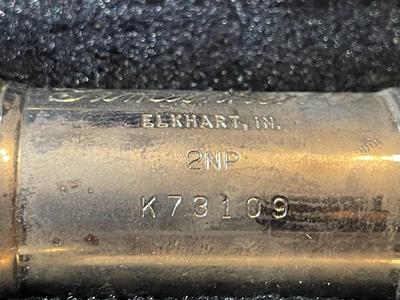 ELKHART, IN.
2NP
K73109